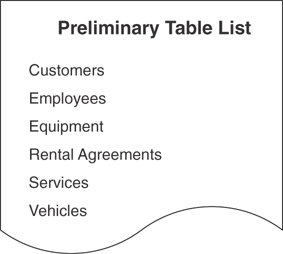 Preliminary Table List
Customers
Employees
Equipment
Rental Agreements
Services
Vehicles